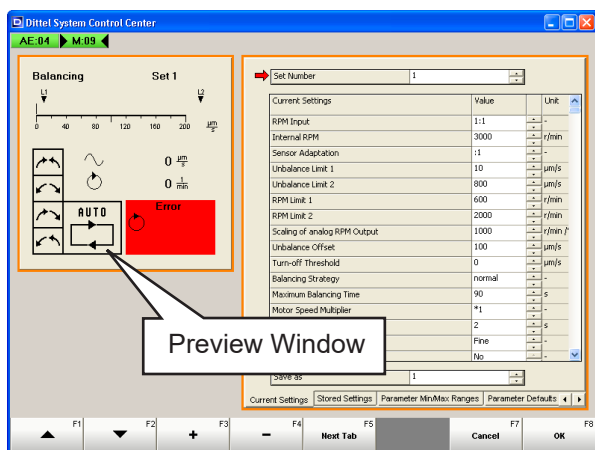 Dittel System Control Center
AE:04 M:09
Balancing Set 1
L1 L2
0 40 80 120 160 200 µm/s
0 µm/s
0 1/min
AUTO
Error
Preview Window
Set Number 1
Current Settings Value Unit
RPM Input 1:1 -
Internal RPM 3000 r/min
Sensor Adaptation :1 -
Unbalance Limit 1 10 µm/s
Unbalance Limit 2 800 µm/s
RPM Limit 1 600 r/min
RPM Limit 2 2000 r/min
Scaling of analog RPM Output 1000 r/min /
Unbalance Offset 100 µm/s
Turn-off Threshold 0 µm/s
Balancing Strategy normal -
Maximum Balancing Time 90 s
Motor Speed Multiplier *1 -
2 s
Fine -
No -
Save as 1
Current Settings Stored Settings Parameter Min/Max Ranges Parameter Defaults
F1 F2 F3 F4 F5 F7 F8
+ - Next Tab Cancel OK